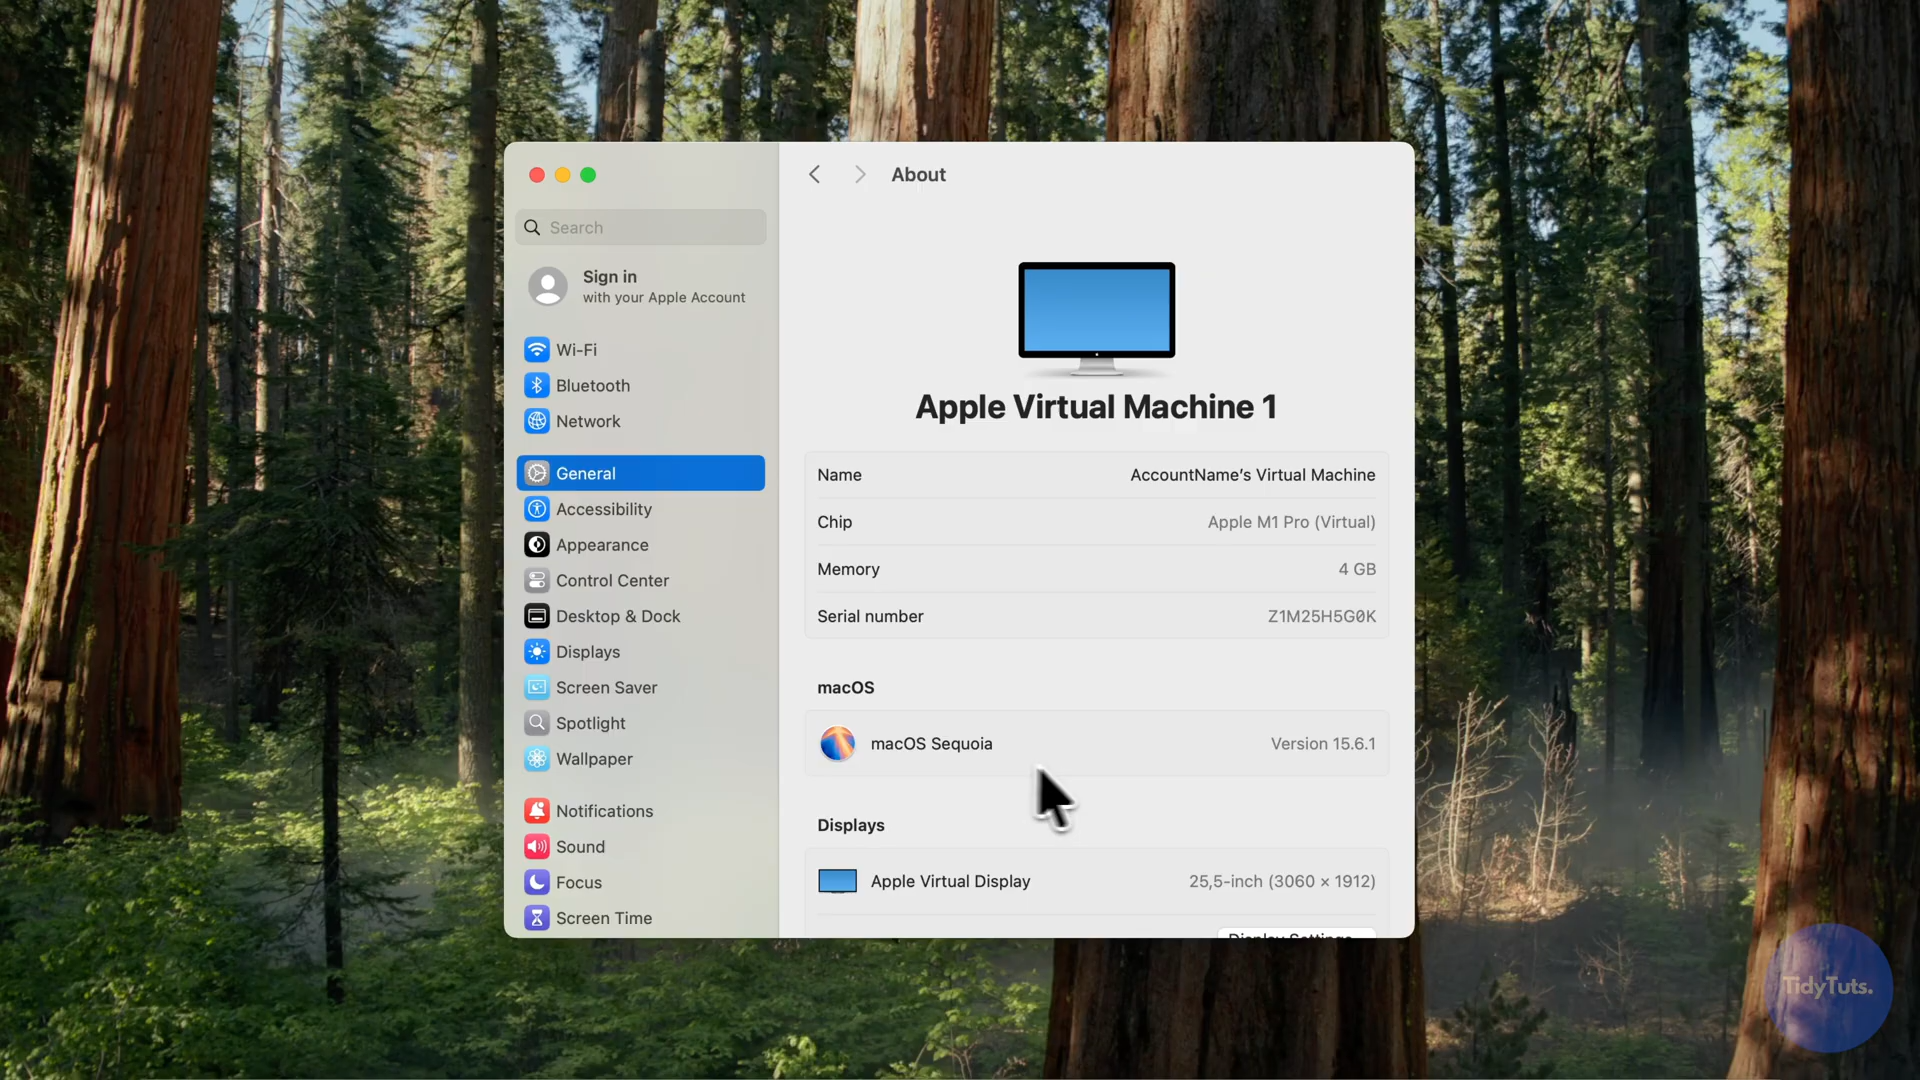 About
Search
Sign in
with your Apple Account
Wi-Fi
Bluetooth
Network
General
Accessibility
Appearance
Control Center
Desktop & Dock
Displays
Screen Saver
Spotlight
Wallpaper
Notifications
Sound
Focus
Screen Time
Apple Virtual Machine 1
Name AccountName's Virtual Machine
Chip Apple M1 Pro (Virtual)
Memory 4 GB
Serial number Z1M25H5G0K
macOS
macOS Sequoia Version 15.6.1
Displays
Apple Virtual Display 25,5-inch (3060 × 1912)
Display Settings...
TidyTuts.